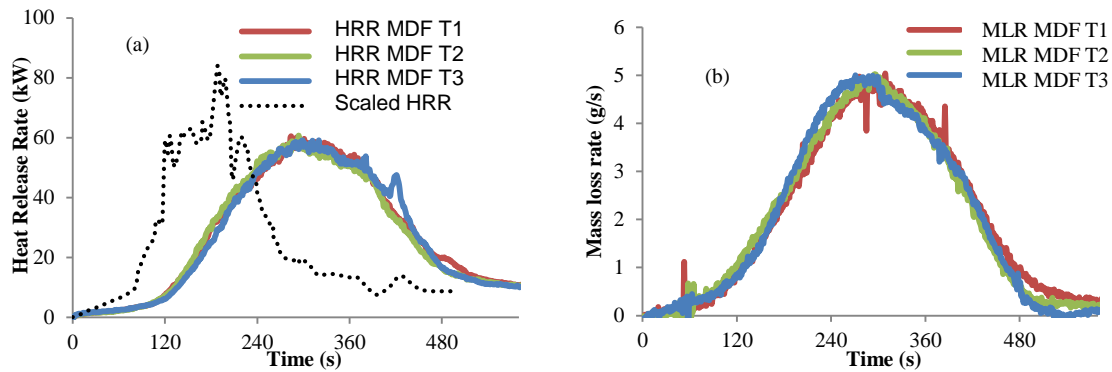 (a)
HRR MDF T1
HRR MDF T2
HRR MDF T3
Scaled HRR
Heat Release Rate (kW)
100
80
60
40
20
0
0 120 240 360 480
Time (s)
(b)
MLR MDF T1
MLR MDF T2
MLR MDF T3
Mass loss rate (g/s)
6
5
4
3
2
1
0
0 120 240 360 480
Time (s)